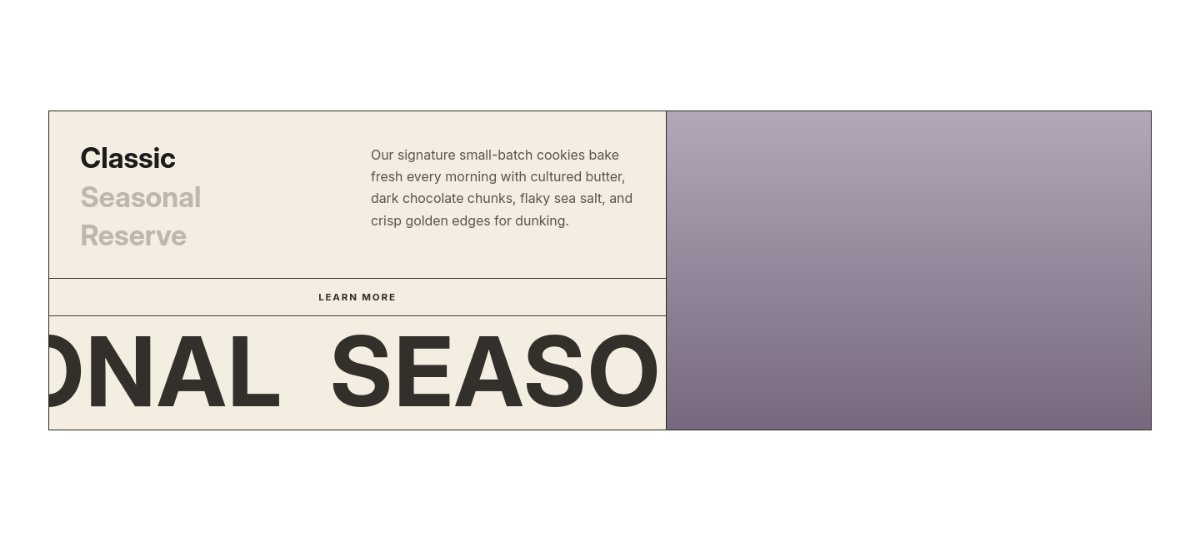 Classic
Seasonal
Reserve
Our signature small-batch cookies bake
fresh every morning with cultured butter,
dark chocolate chunks, flaky sea salt, and
crisp golden edges for dunking.
LEARN MORE
ONAL SEASO